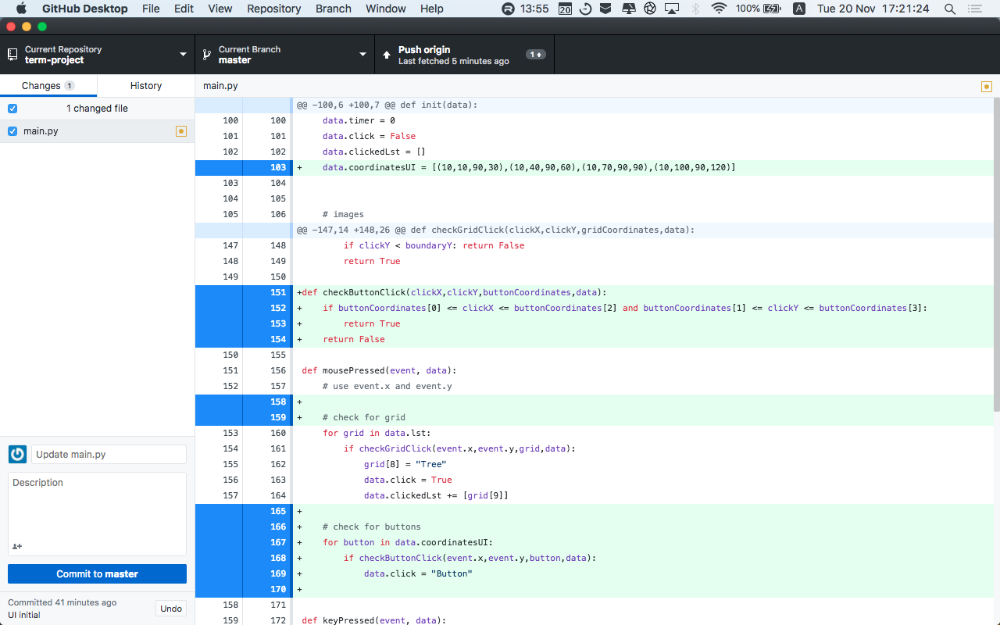 GitHub Desktop File Edit View Repository Branch Window Help 13:55 20 100% A Tue 20 Nov 17:21:24
Current Repository
term-project
Current Branch
master
Push origin
Last fetched 5 minutes ago
1
Changes 1 History
1 changed file
main.py
Update main.py
Description
Commit to master
Committed 41 minutes ago
UI initial
Undo
main.py
@@ -100,6 +100,7 @@ def init(data):
100 100 data.timer = 0
101 101 data.click = False
102 102 data.clickedLst = []
103 + data.coordinatesUI = [(10,10,90,30),(10,40,90,60),(10,70,90,90),(10,100,90,120)]
103 104
104 105
105 106 # images
@@ -147,14 +148,26 @@ def checkGridClick(clickX,clickY,gridCoordinates,data):
147 148 if clickY < boundaryY: return False
148 149 return True
149 150
151 +def checkButtonClick(clickX,clickY,buttonCoordinates,data):
152 + if buttonCoordinates[0] <= clickX <= buttonCoordinates[2] and buttonCoordinates[1] <= clickY <= buttonCoordinates[3]:
153 + return True
154 + return False
150 155
151 156 def mousePressed(event, data):
152 157 # use event.x and event.y
158 +
159 + # check for grid
153 160 for grid in data.lst:
154 161 if checkGridClick(event.x,event.y,grid,data):
155 162 grid[8] = "Tree"
156 163 data.click = True
157 164 data.clickedLst += [grid[9]]
165 +
166 + # check for buttons
167 + for button in data.coordinatesUI:
168 + if checkButtonClick(event.x,event.y,button,data):
169 + data.click = "Button"
170 +
158 171
159 172 def keyPressed(event, data):